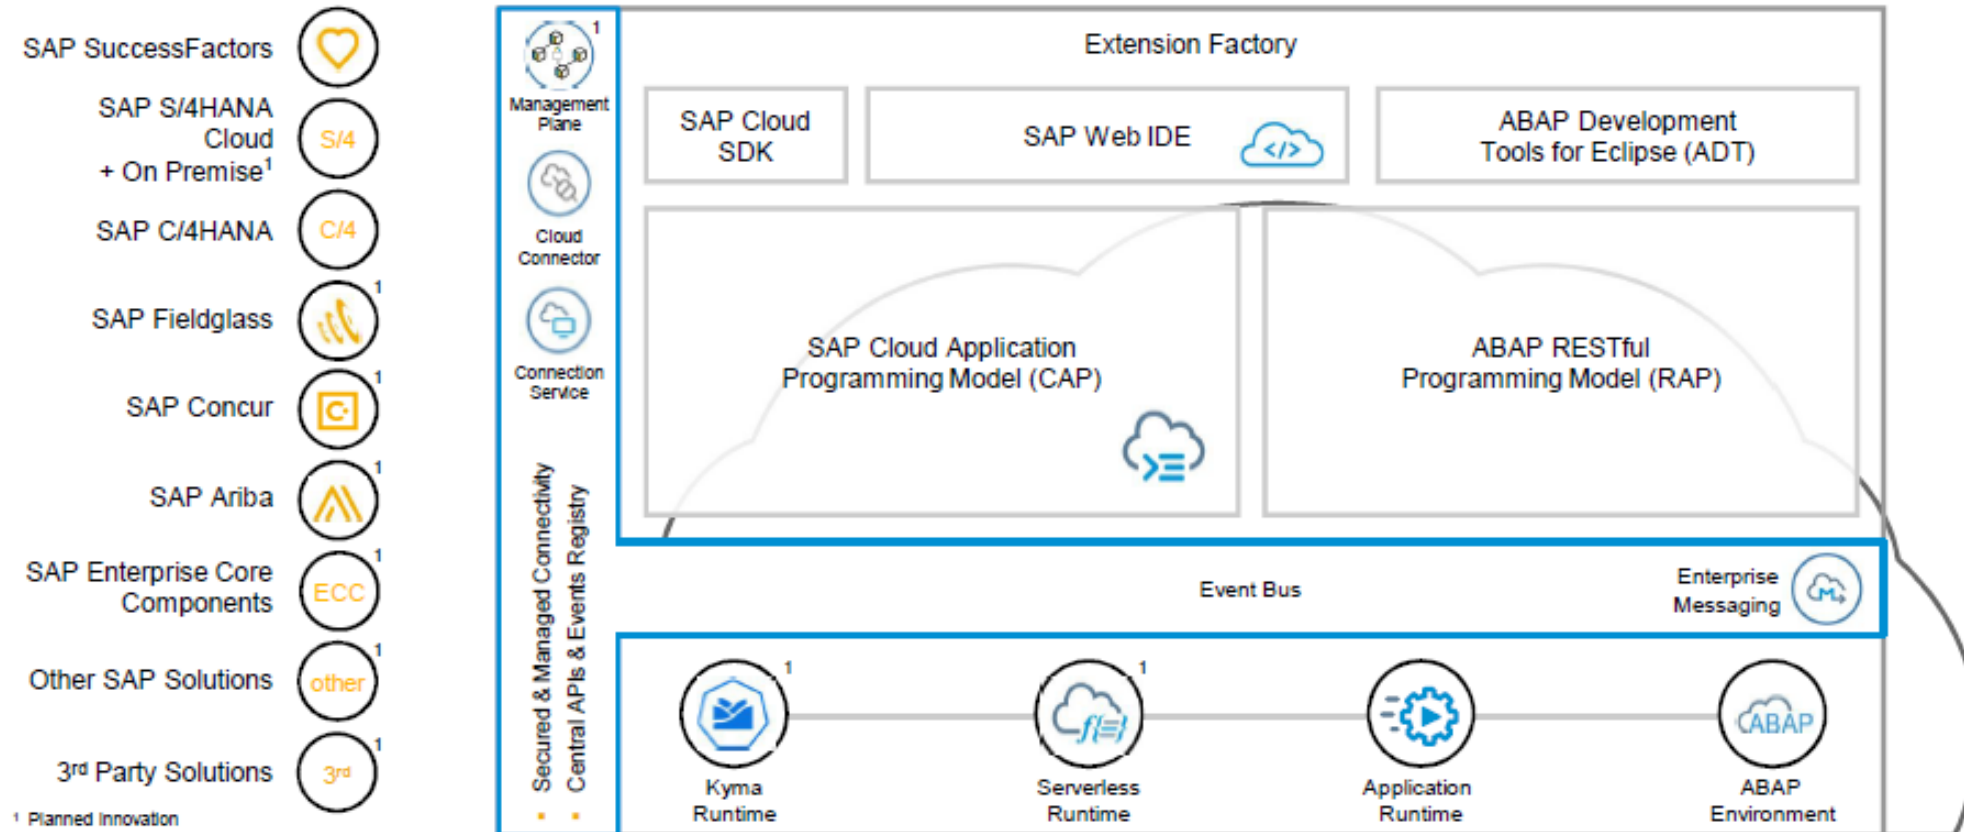 SAP SuccessFactors
SAP S/4HANA
Cloud
+ On Premise¹
S/4
SAP C/4HANA
C/4
SAP Fieldglass
1
SAP Concur
C
1
SAP Ariba
1
SAP Enterprise Core
Components
ECC
1
Other SAP Solutions
other
1
3rd Party Solutions
3rd
1
¹ Planned Innovation
1
Management
Plane
Cloud
Connector
Connection
Service
Secured & Managed Connectivity
Central APIs & Events Registry
Extension Factory
SAP Cloud
SDK
SAP Web IDE
</>
ABAP Development
Tools for Eclipse (ADT)
SAP Cloud Application
Programming Model (CAP)
ABAP RESTful
Programming Model (RAP)
Event Bus
Enterprise
Messaging
M
1
Kyma
Runtime
1
f{=}
Serverless
Runtime
Application
Runtime
ABAP
ABAP
Environment